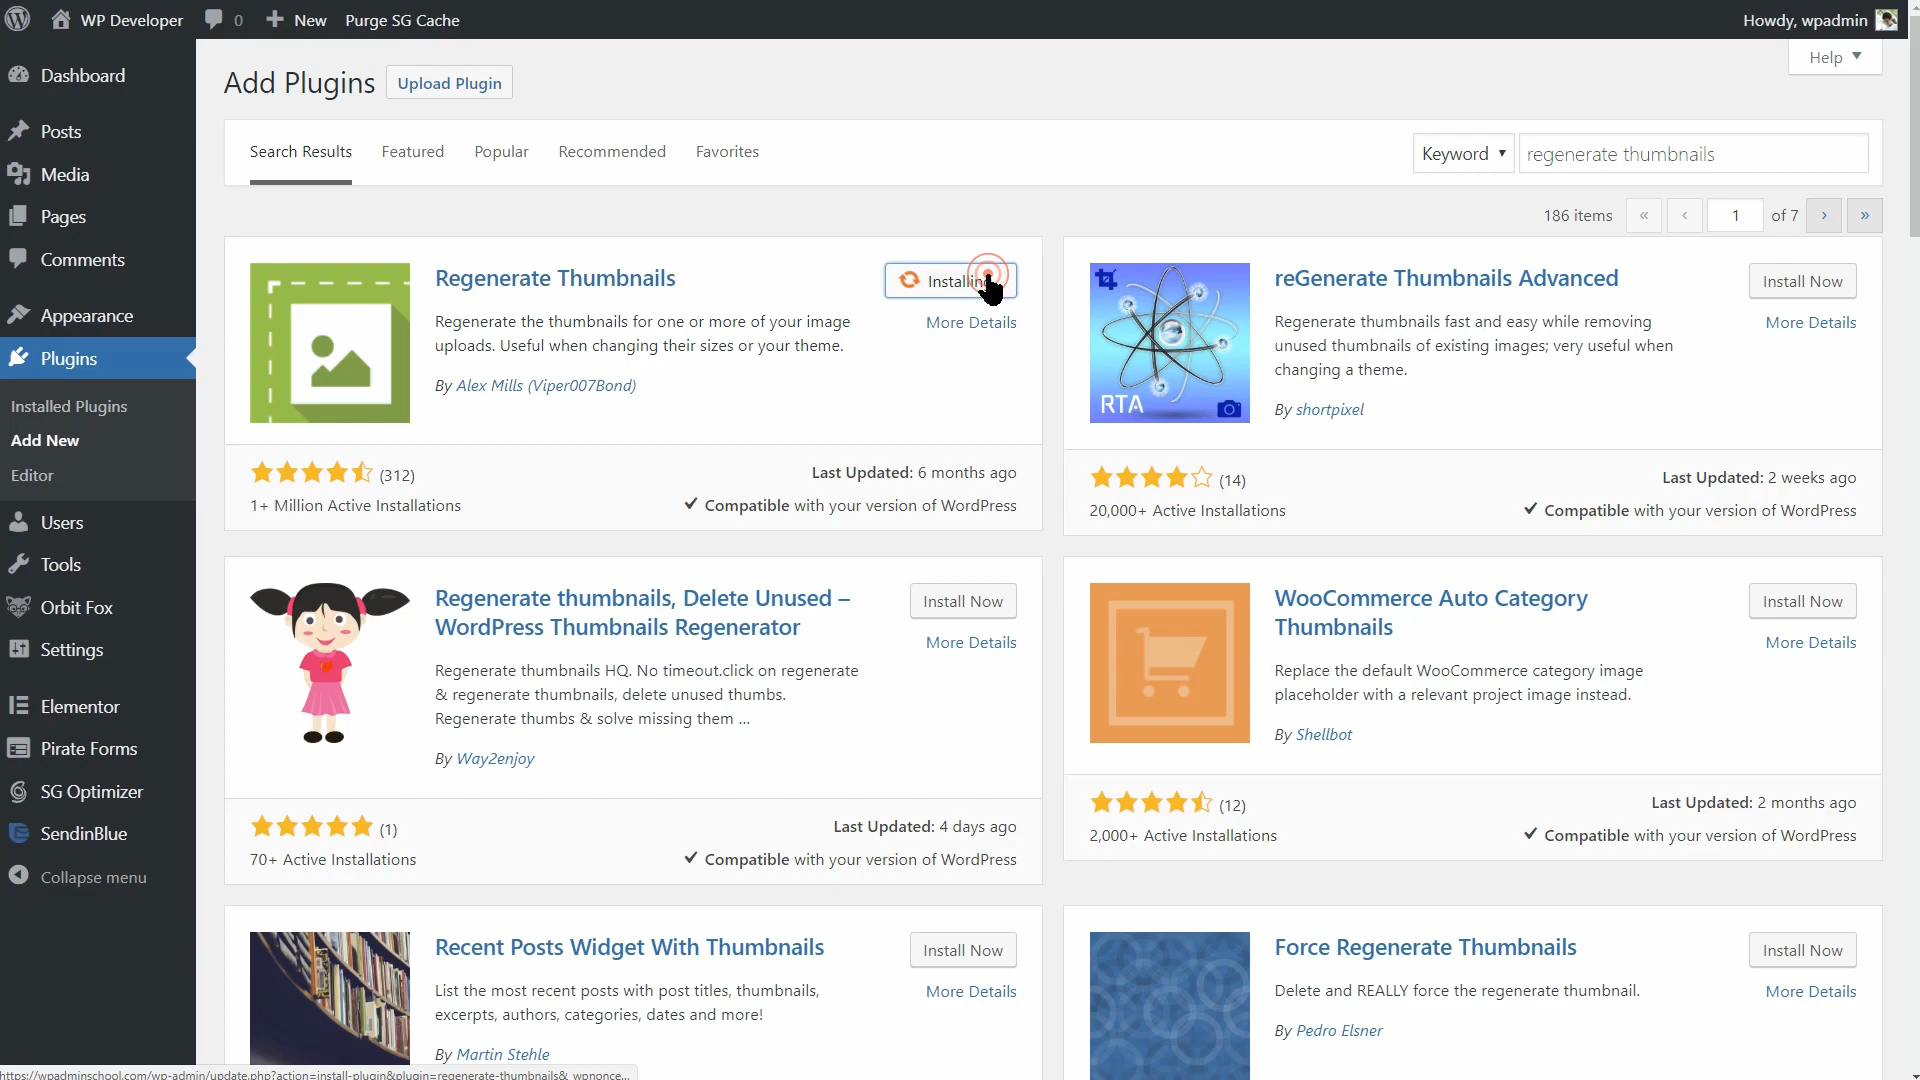 WP Developer
0
New
Purge SG Cache
Howdy, wpadmin
Dashboard
Posts
Media
Pages
Comments
Appearance
Plugins
Installed Plugins
Add New
Editor
Users
Tools
Orbit Fox
Settings
Elementor
Pirate Forms
SG Optimizer
SendinBlue
Collapse menu
Help
Add Plugins
Upload Plugin
Search Results
Featured
Popular
Recommended
Favorites
Keyword
regenerate thumbnails
186 items
«
‹
1
of 7
›
»
Regenerate Thumbnails
Regenerate the thumbnails for one or more of your image
uploads. Useful when changing their sizes or your theme.
By Alex Mills (Viper007Bond)
More Details
(312)
1+ Million Active Installations
Last Updated: 6 months ago
Compatible with your version of WordPress
RTA
reGenerate Thumbnails Advanced
Regenerate thumbnails fast and easy while removing
unused thumbnails of existing images; very useful when
changing a theme.
By shortpixel
Install Now
More Details
(14)
20,000+ Active Installations
Last Updated: 2 weeks ago
Compatible with your version of WordPress
Regenerate thumbnails, Delete Unused –
WordPress Thumbnails Regenerator
Regenerate thumbnails HQ. No timeout.click on regenerate
& regenerate thumbnails, delete unused thumbs.
Regenerate thumbs & solve missing them ...
By Way2enjoy
Install Now
More Details
(1)
70+ Active Installations
Last Updated: 4 days ago
Compatible with your version of WordPress
WooCommerce Auto Category
Thumbnails
Replace the default WooCommerce category image
placeholder with a relevant project image instead.
By Shellbot
Install Now
More Details
(12)
2,000+ Active Installations
Last Updated: 2 months ago
Compatible with your version of WordPress
Recent Posts Widget With Thumbnails
List the most recent posts with post titles, thumbnails,
excerpts, authors, categories, dates and more!
By Martin Stehle
Install Now
More Details
Force Regenerate Thumbnails
Delete and REALLY force the regenerate thumbnail.
By Pedro Elsner
Install Now
More Details
https://wpadminschool.com/wp-admin/update.php?action=install-plugin&plugin=regenerate-thumbnails&_wpnonce...